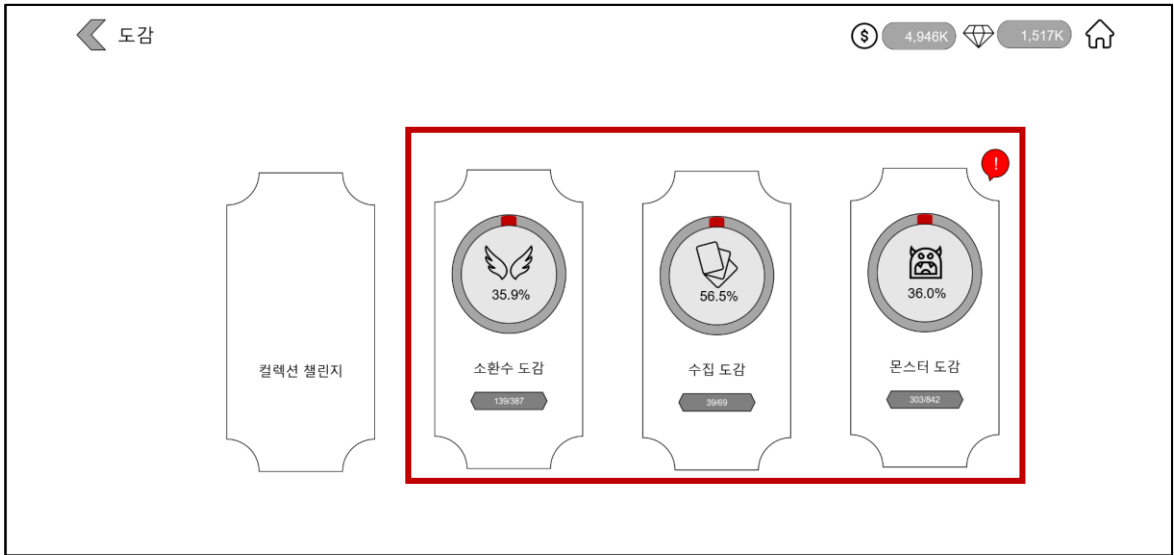 도감
$ 4,946K 1,517K
!
35.9%
56.5%
36.0%
컬렉션 챌린지
소환수 도감
수집 도감
몬스터 도감
139/387
39/69
303/842